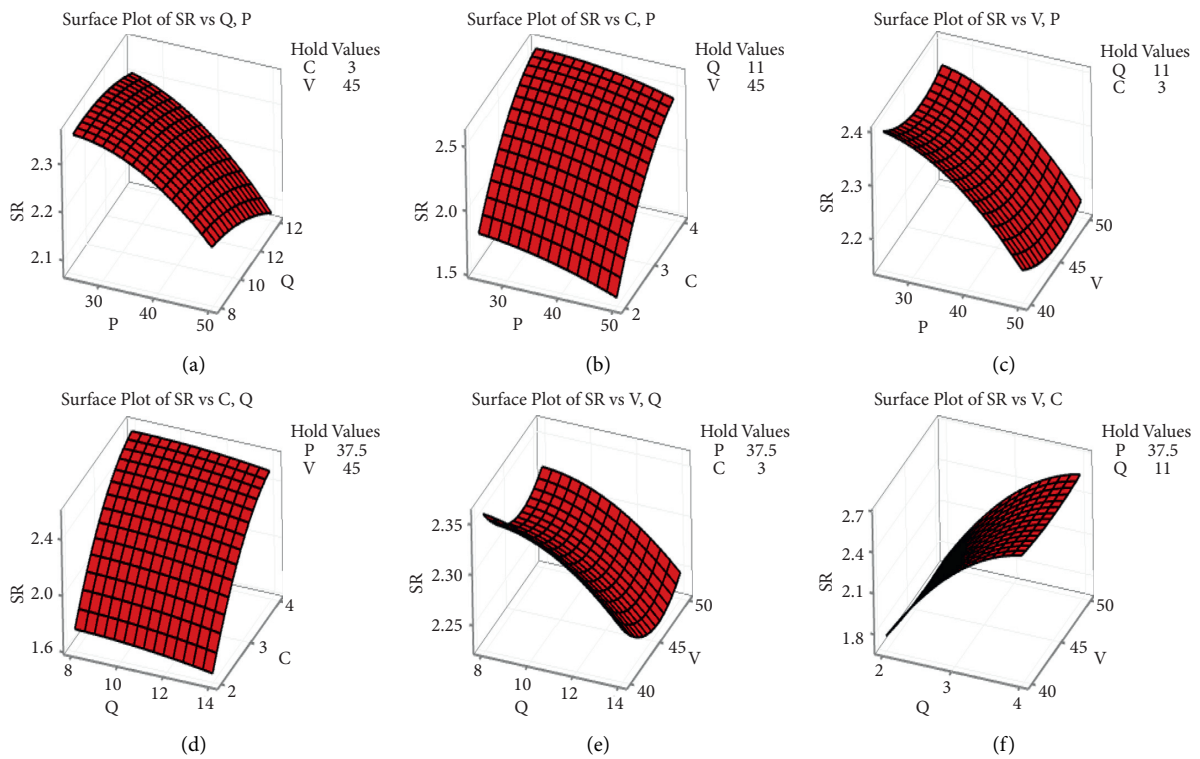 Surface Plot of SR vs Q, P
Hold Values
C 3
V 45
SR
2.3
2.2
2.1
30
40
50
P
8
10
12
12
Q
(a)
Surface Plot of SR vs C, P
Hold Values
Q 11
V 45
SR
2.5
2.0
1.5
30
40
50
P
2
3
4
C
(b)
Surface Plot of SR vs V, P
Hold Values
Q 11
C 3
SR
2.4
2.3
2.2
30
40
50
P
40
45
50
V
(c)
Surface Plot of SR vs C, Q
Hold Values
P 37.5
V 45
SR
2.4
2.0
1.6
8
10
12
14
Q
2
3
4
C
(d)
Surface Plot of SR vs V, Q
Hold Values
P 37.5
C 3
SR
2.35
2.30
2.25
8
10
12
14
Q
40
45
50
V
(e)
Surface Plot of SR vs V, C
Hold Values
P 37.5
Q 11
SR
2.7
2.4
2.1
1.8
2
3
4
Q
40
45
50
V
(f)